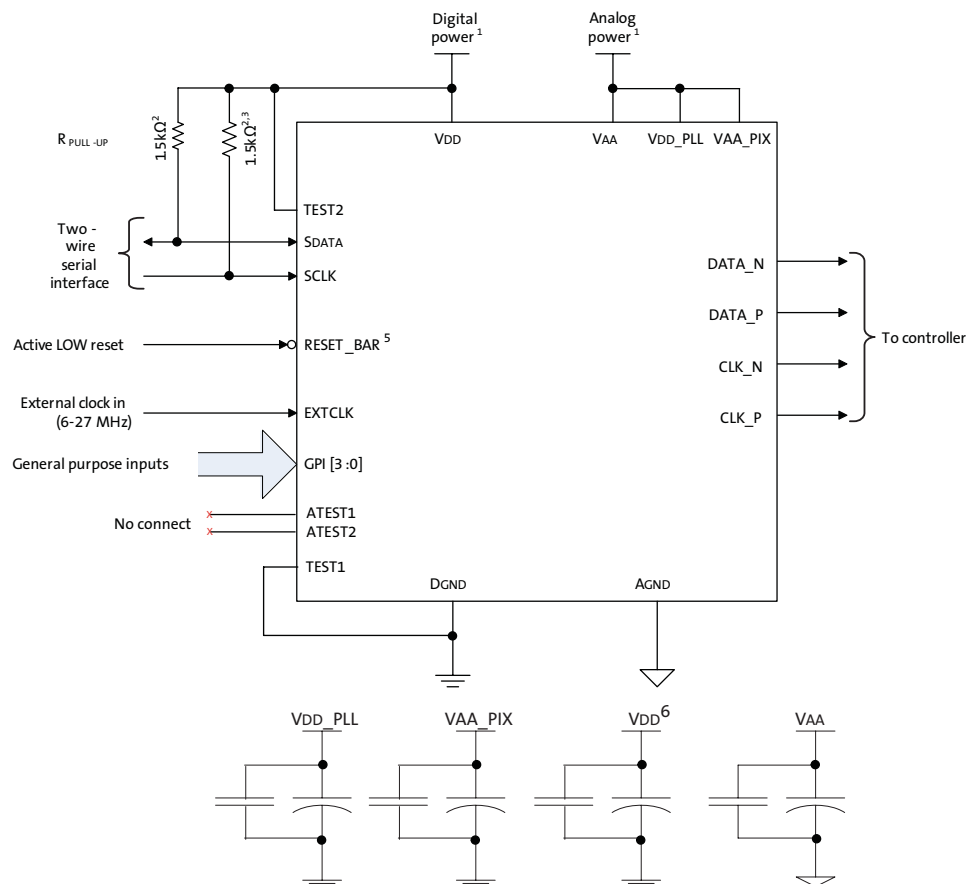 Digital
power 1
Analog
power 1
R PULL -UP
1.5kΩ2
1.5kΩ2,3
VDD
VAA
VDD_PLL
VAA_PIX
TEST2
Two -
wire
serial
interface
SDATA
SCLK
DATA_N
DATA_P
CLK_N
CLK_P
To controller
Active LOW reset
RESET_BAR 5
External clock in
(6-27 MHz)
EXTCLK
General purpose inputs
GPI [3 :0]
No connect
x
x
ATEST1
ATEST2
TEST1
DGND
AGND
VDD_PLL
VAA_PIX
VDD6
VAA